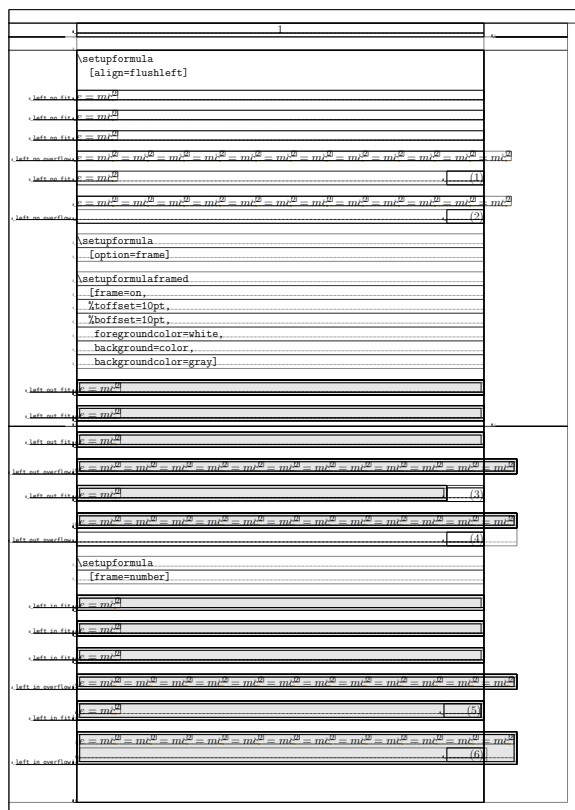 1
\setupformula
[align=flushleft]
left no fit e = mc2
left no fit e = mc2
left no fit e = mc2
left no overflow e = mc2 = mc2 = mc2 = mc2 = mc2 = mc2 = mc2 = mc2 = mc2 = mc2 = mc2 = mc2
left no fit e = mc2 (1)
e = mc2 = mc2 = mc2 = mc2 = mc2 = mc2 = mc2 = mc2 = mc2 = mc2 = mc2 = mc2
left no overflow (2)
\setupformula
[option=frame]
\setupformulaframed
[frame=on,
%toffset=10pt,
%boffset=10pt,
foregroundcolor=white,
background=color,
backgroundcolor=gray]
left out fit e = mc2
left out fit e = mc2
left out fit e = mc2
left out overflow e = mc2 = mc2 = mc2 = mc2 = mc2 = mc2 = mc2 = mc2 = mc2 = mc2 = mc2 = mc2
left out fit e = mc2 (3)
e = mc2 = mc2 = mc2 = mc2 = mc2 = mc2 = mc2 = mc2 = mc2 = mc2 = mc2 = mc2
left out overflow (4)
\setupformula
[frame=number]
left in fit e = mc2
left in fit e = mc2
left in fit e = mc2
left in overflow e = mc2 = mc2 = mc2 = mc2 = mc2 = mc2 = mc2 = mc2 = mc2 = mc2 = mc2 = mc2
left in fit e = mc2 (5)
e = mc2 = mc2 = mc2 = mc2 = mc2 = mc2 = mc2 = mc2 = mc2 = mc2 = mc2 = mc2
left in overflow (6)